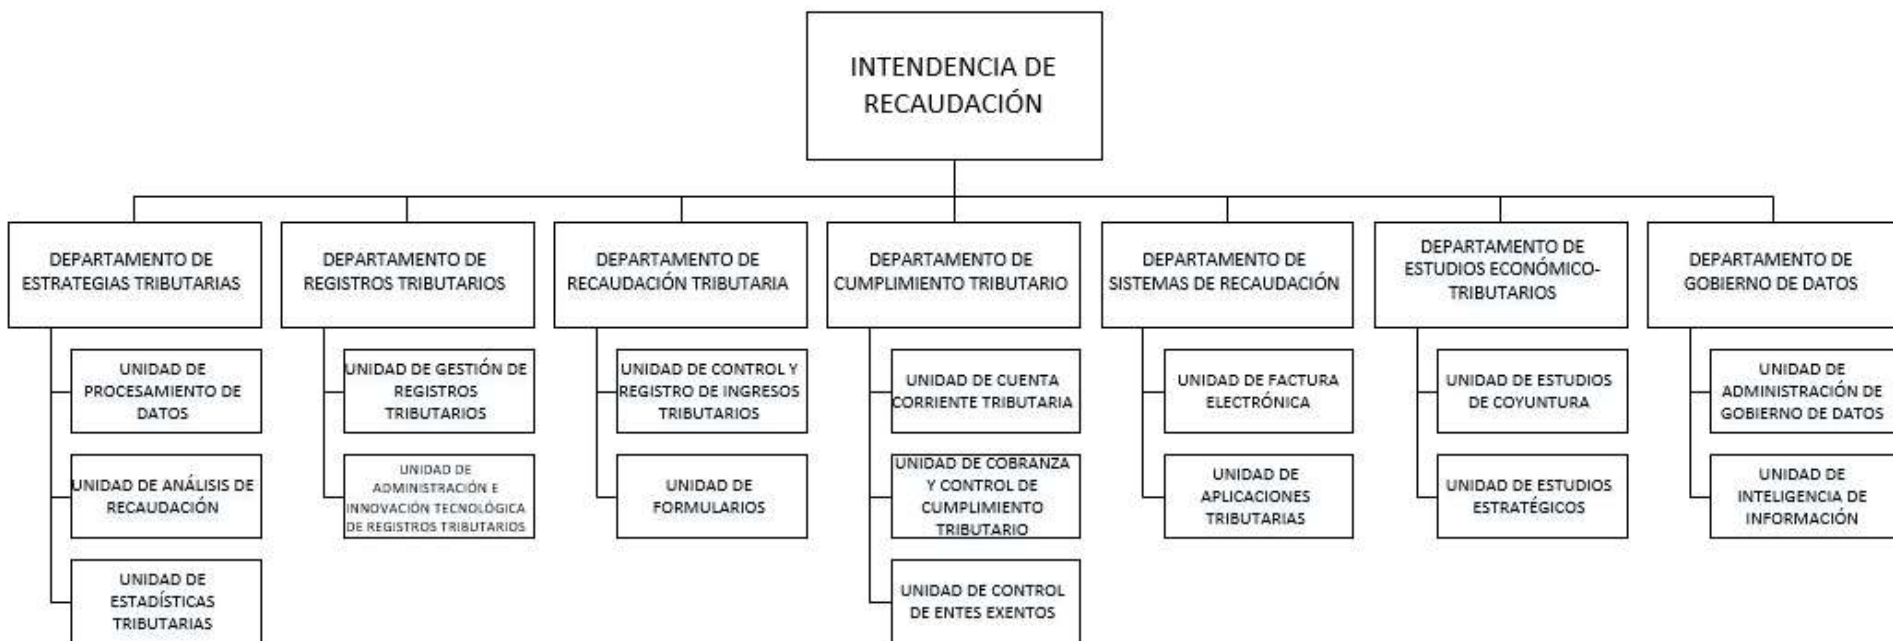 INTENDENCIA DE
RECAUDACIÓN
DEPARTAMENTO DE
ESTRATEGIAS TRIBUTARIAS
DEPARTAMENTO DE
REGISTROS TRIBUTARIOS
DEPARTAMENTO DE
RECAUDACIÓN TRIBUTARIA
DEPARTAMENTO DE
CUMPLIMIENTO TRIBUTARIO
DEPARTAMENTO DE
SISTEMAS DE RECAUDACIÓN
DEPARTAMENTO DE
ESTUDIOS ECONÓMICO-
TRIBUTARIOS
DEPARTAMENTO DE
GOBIERNO DE DATOS
UNIDAD DE
PROCESAMIENTO DE
DATOS
UNIDAD DE GESTIÓN DE
REGISTROS
TRIBUTARIOS
UNIDAD DE CONTROL Y
REGISTRO DE INGRESOS
TRIBUTARIOS
UNIDAD DE CUENTA
CORRIENTE TRIBUTARIA
UNIDAD DE FACTURA
ELECTRÓNICA
UNIDAD DE ESTUDIOS
DE COYUNTURA
UNIDAD DE
ADMINISTRACIÓN DE
GOBIERNO DE DATOS
UNIDAD DE ANÁLISIS DE
RECAUDACIÓN
UNIDAD DE
ADMINISTRACIÓN E
INNOVACIÓN TECNOLÓGICA
DE REGISTROS TRIBUTARIOS
UNIDAD DE
FORMULARIOS
UNIDAD DE COBRANZA
Y CONTROL DE
CUMPLIMIENTO
TRIBUTARIO
UNIDAD DE
APLICACIONES
TRIBUTARIAS
UNIDAD DE ESTUDIOS
ESTRATÉGICOS
UNIDAD DE
INTELIGENCIA DE
INFORMACIÓN
UNIDAD DE
ESTADÍSTICAS
TRIBUTARIAS
UNIDAD DE CONTROL
DE ENTES EXENTOS